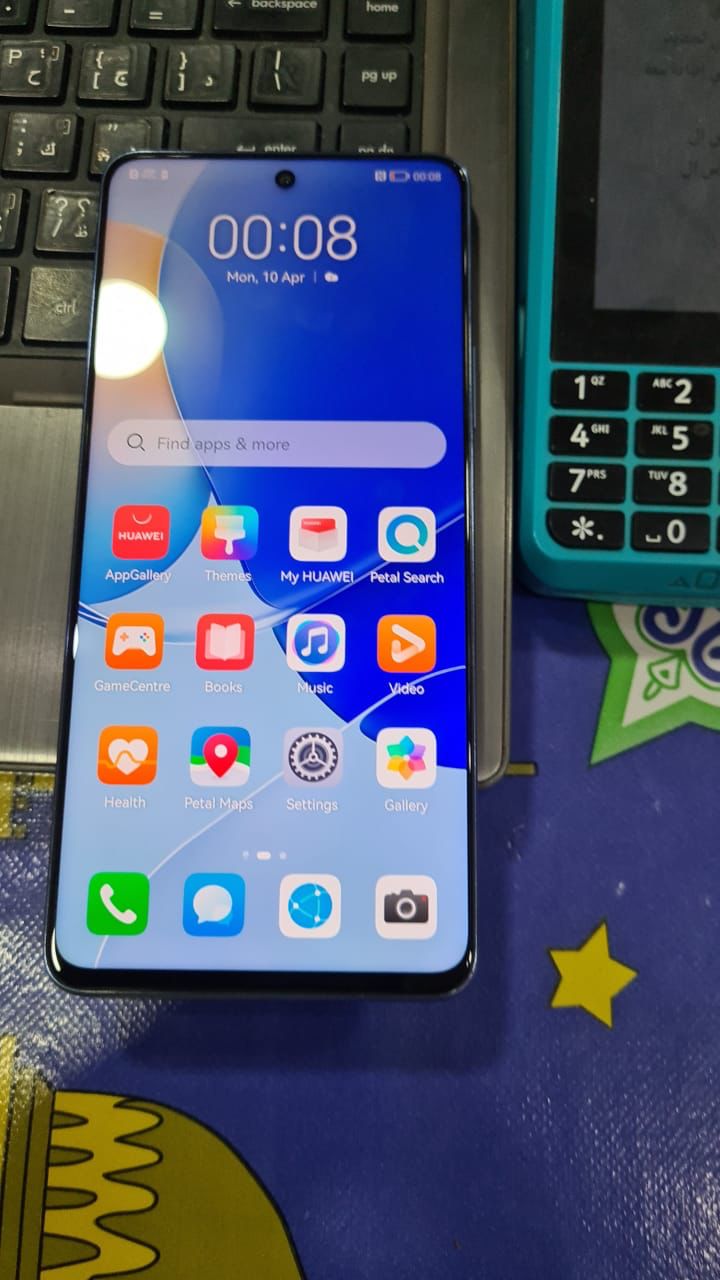 backspace
home
pg up
enter
pg dn
ctrl
00:08
00:08
Mon, 10 Apr
Find apps & more
HUAWEI
AppGallery
Themes
My HUAWEI
Petal Search
GameCentre
Books
Music
Video
Health
Petal Maps
Settings
Gallery
1 QZ
ABC 2
4 GHI
JKL 5
7 PRS
TUV 8
*.
0